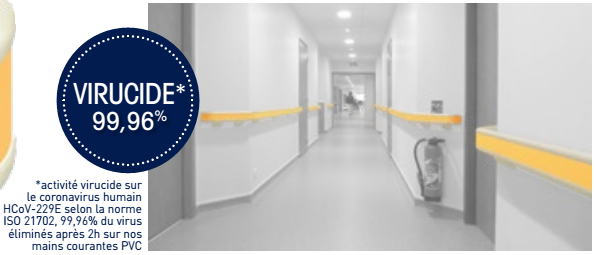 VIRUCIDE*
99,96%
*activité virucide sur
le coronavirus humain
HCoV-229E selon la norme
ISO 21702, 99,96% du virus
éliminés après 2h sur nos
mains courantes PVC